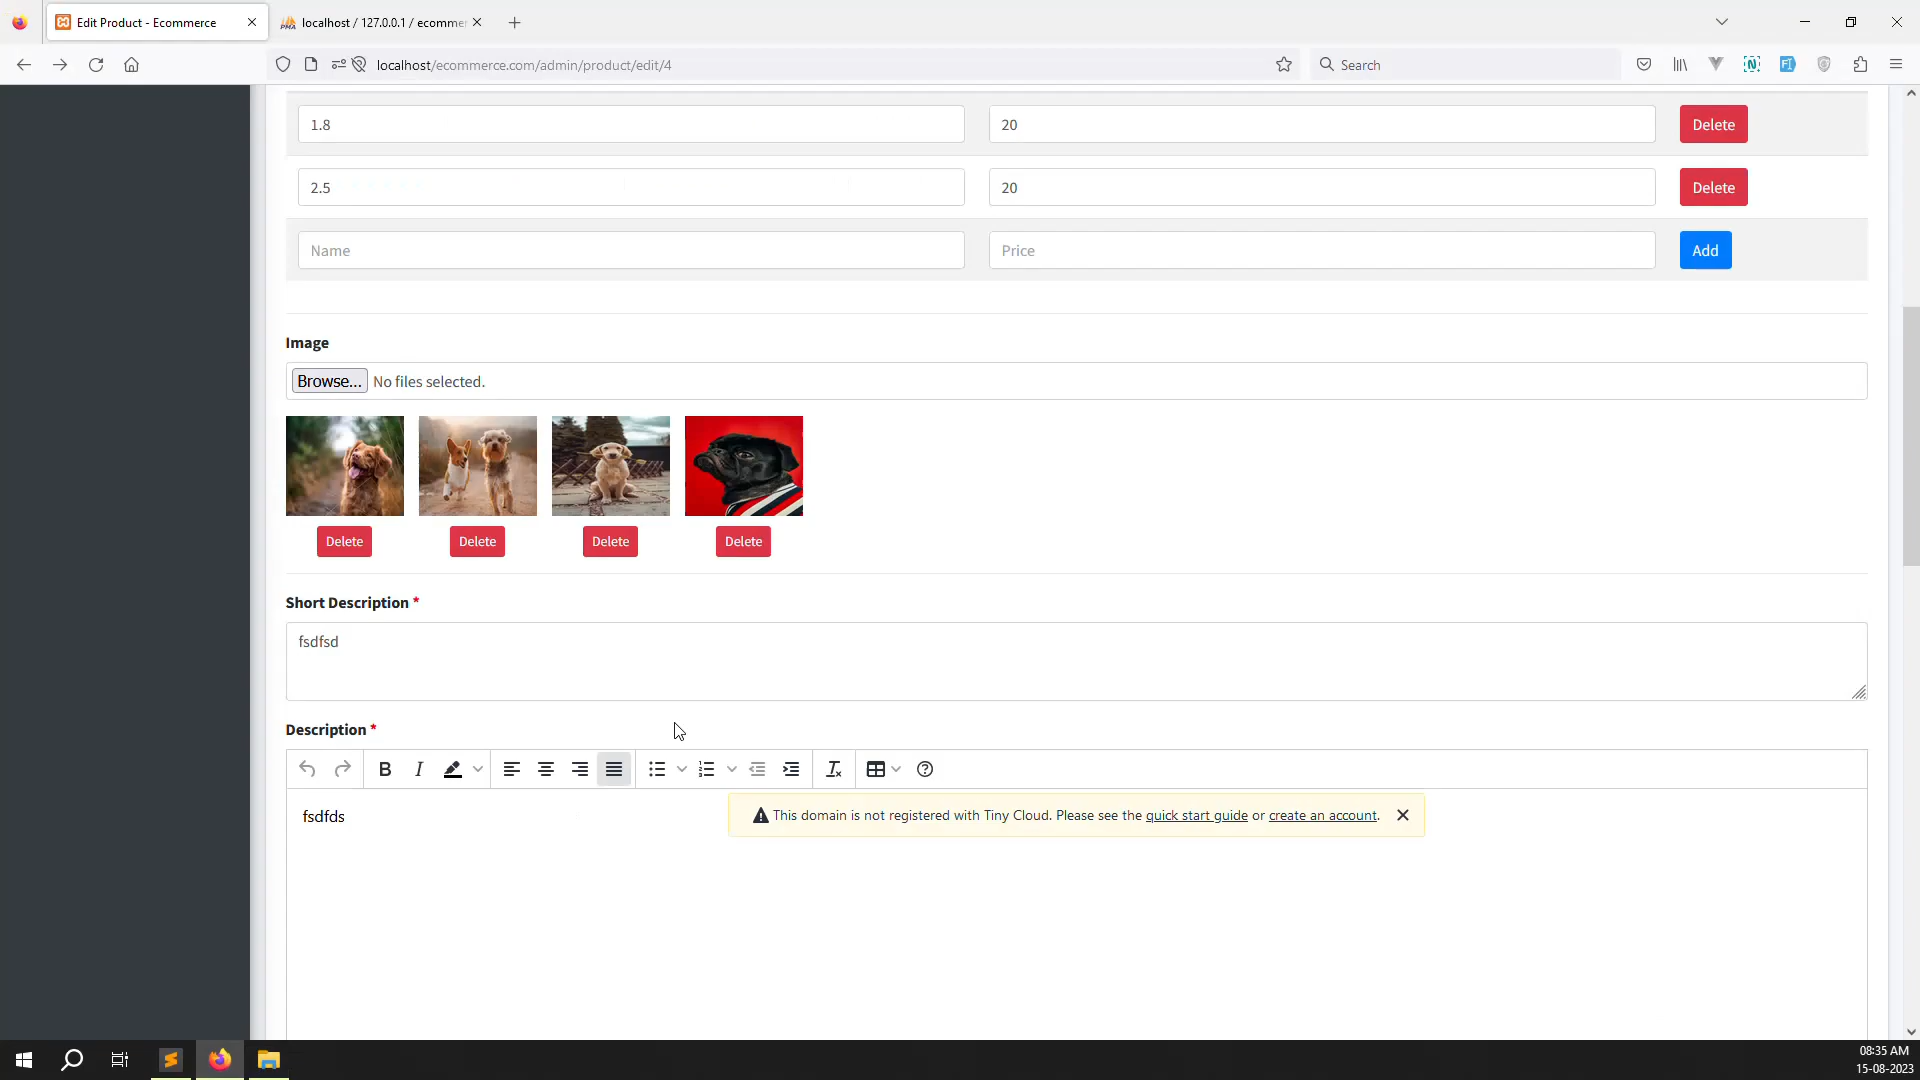 Edit Product - Ecommerce
localhost / 127.0.0.1 / ecomme
localhost/ecommerce.com/admin/product/edit/4
Search
1.8
20
Delete
2.5
20
Delete
Name
Price
Add
Image
Browse...
No files selected.
Delete
Delete
Delete
Delete
Short Description *
fsdfsd
Description *
fsdfds
This domain is not registered with Tiny Cloud. Please see the quick start guide or create an account.
08:35 AM
15-08-2023